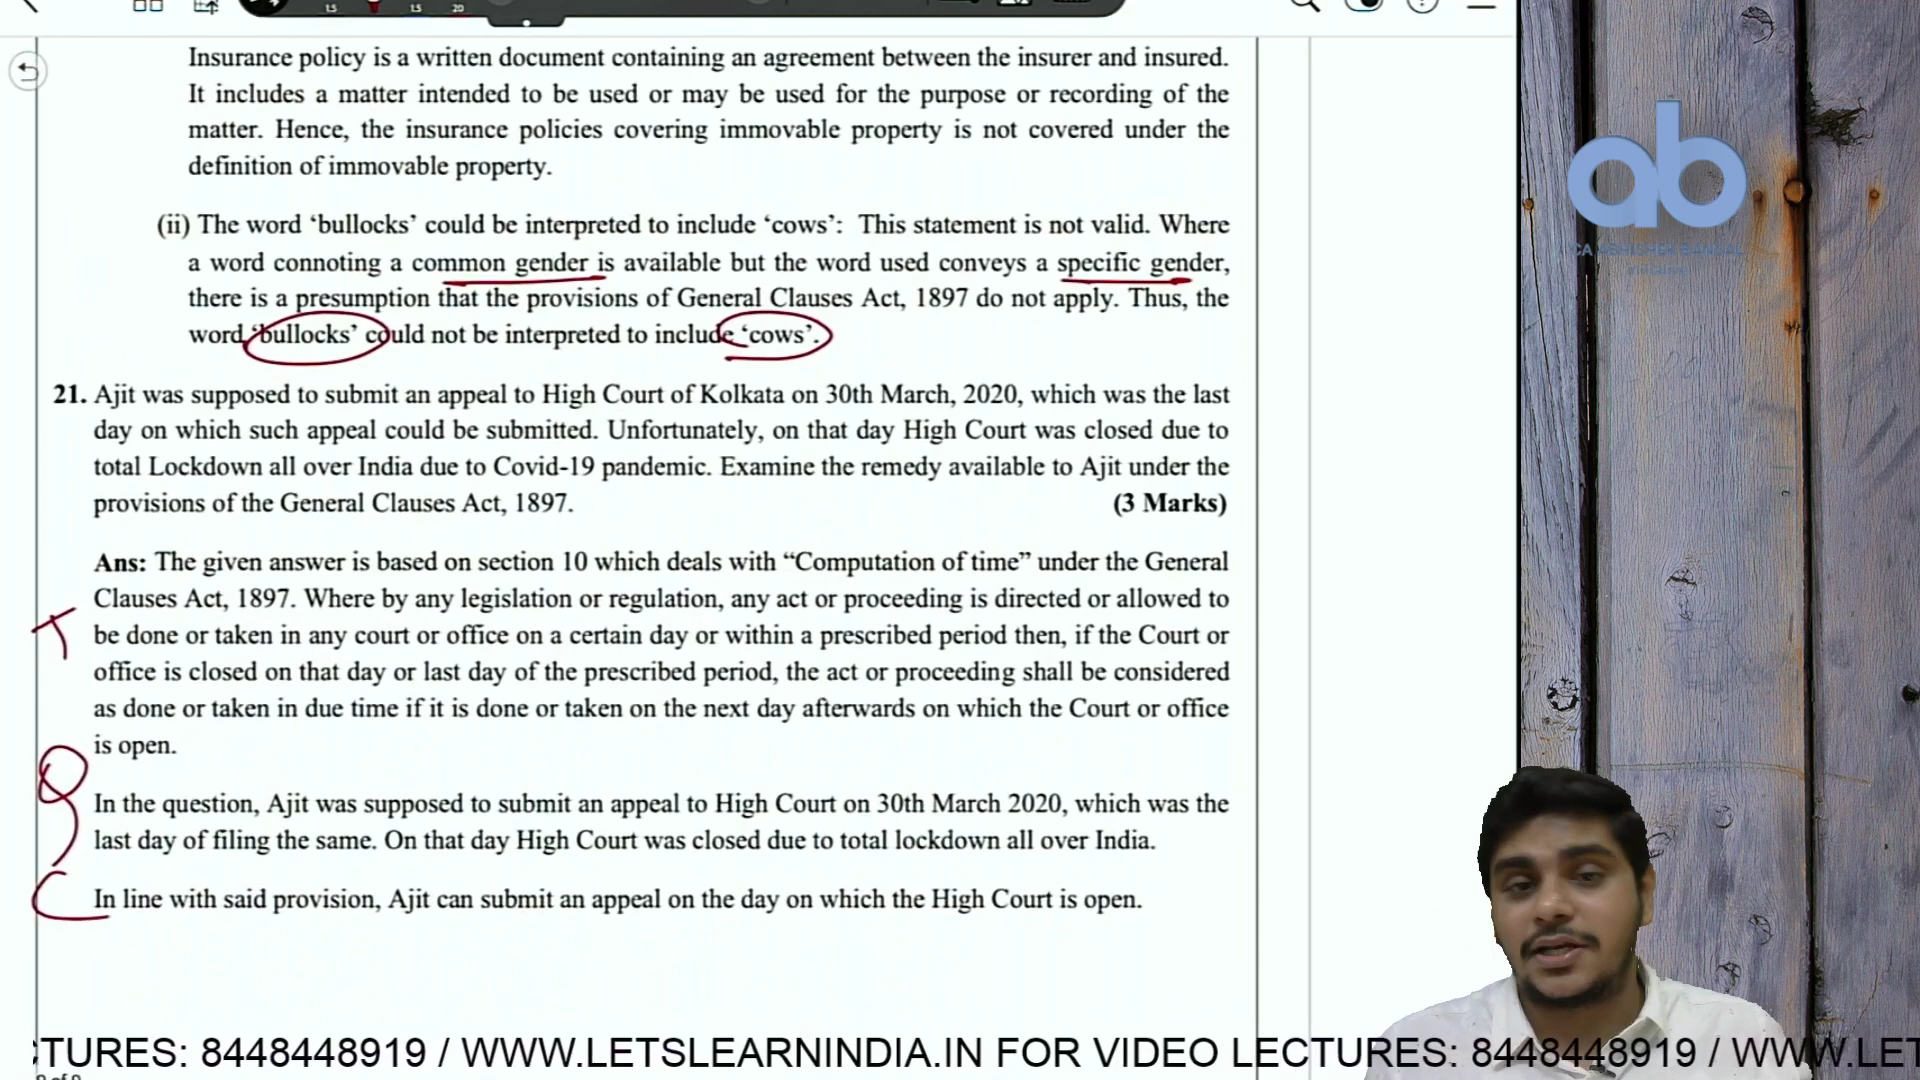 15
15
20
Insurance policy is a written document containing an agreement between the insurer and insured.
It includes a matter intended to be used or may be used for the purpose or recording of the
matter. Hence, the insurance policies covering immovable property is not covered under the
definition of immovable property.
(ii) The word ‘bullocks’ could be interpreted to include ‘cows’: This statement is not valid. Where
a word connoting a common gender is available but the word used conveys a specific gender,
there is a presumption that the provisions of General Clauses Act, 1897 do not apply. Thus, the
word ‘bullocks’ could not be interpreted to include ‘cows’.
21. Ajit was supposed to submit an appeal to High Court of Kolkata on 30th March, 2020, which was the last
day on which such appeal could be submitted. Unfortunately, on that day High Court was closed due to
total Lockdown all over India due to Covid-19 pandemic. Examine the remedy available to Ajit under the
provisions of the General Clauses Act, 1897. (3 Marks)
Ans: The given answer is based on section 10 which deals with “Computation of time” under the General
Clauses Act, 1897. Where by any legislation or regulation, any act or proceeding is directed or allowed to
be done or taken in any court or office on a certain day or within a prescribed period then, if the Court or
office is closed on that day or last day of the prescribed period, the act or proceeding shall be considered
as done or taken in due time if it is done or taken on the next day afterwards on which the Court or office
is open.
In the question, Ajit was supposed to submit an appeal to High Court on 30th March 2020, which was the
last day of filing the same. On that day High Court was closed due to total lockdown all over India.
In line with said provision, Ajit can submit an appeal on the day on which the High Court is open.
ab
CTURES: 8448448919 / WWW.LETSLEARNINDIA.IN FOR VIDEO LECTURES: 8448448919 / WWW.LET